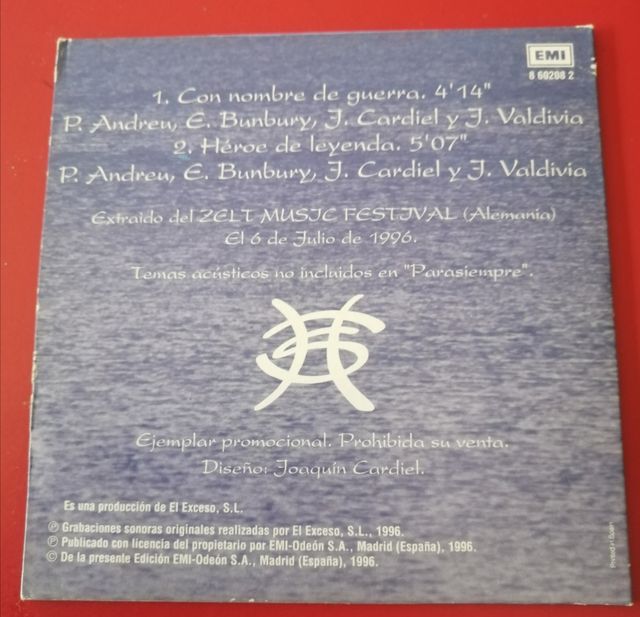 EMI
8 60208 2
1. Con nombre de guerra. 4'14"
P. Andreu, E. Bunbury, J. Cardiel y J. Valdivia
2. Héroe de leyenda. 5'07"
P. Andreu, E. Bunbury, J. Cardiel y J. Valdivia
Extraido del ZELT MUSIC FESTIVAL (Alemania)
El 6 de Julio de 1996.
Temas acústicos no incluidos en "Parasiempre".
Ejemplar promocional. Prohibida su venta.
Diseño: Joaquín Cardiel.
Es una producción de El Exceso, S.L.
℗ Grabaciones sonoras originales realizadas por El Exceso, S.L., 1996.
℗ Publicado con licencia del propietario por EMI-Odeón S.A., Madrid (España), 1996.
© De la presente Edición EMI-Odeón S.A., Madrid (España), 1996.
Printed in Spain